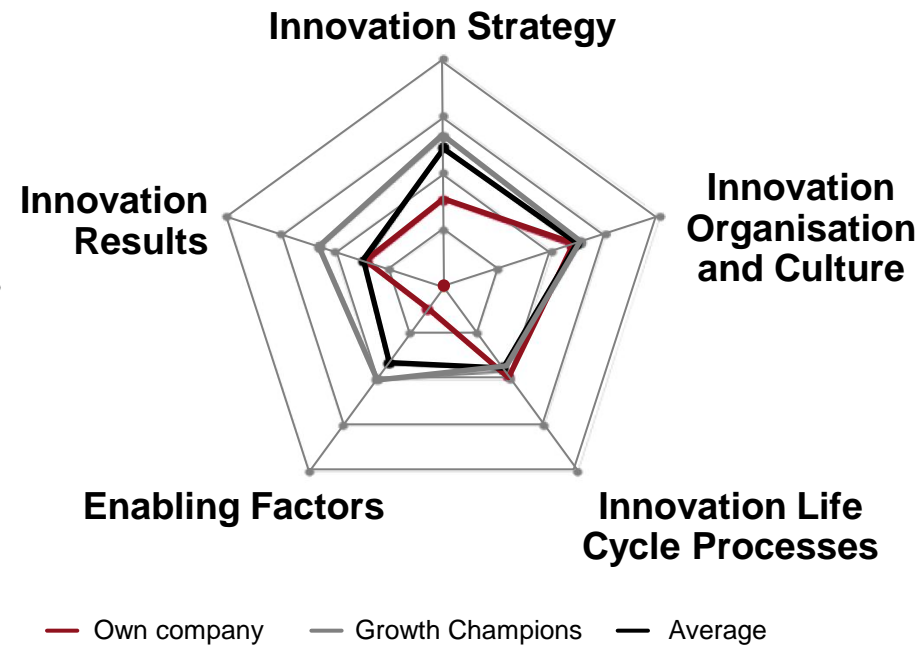 Innovation Strategy
Innovation
Results
Innovation
Organisation
and Culture
Enabling Factors
Innovation Life
Cycle Processes
Own company
Growth Champions
Average